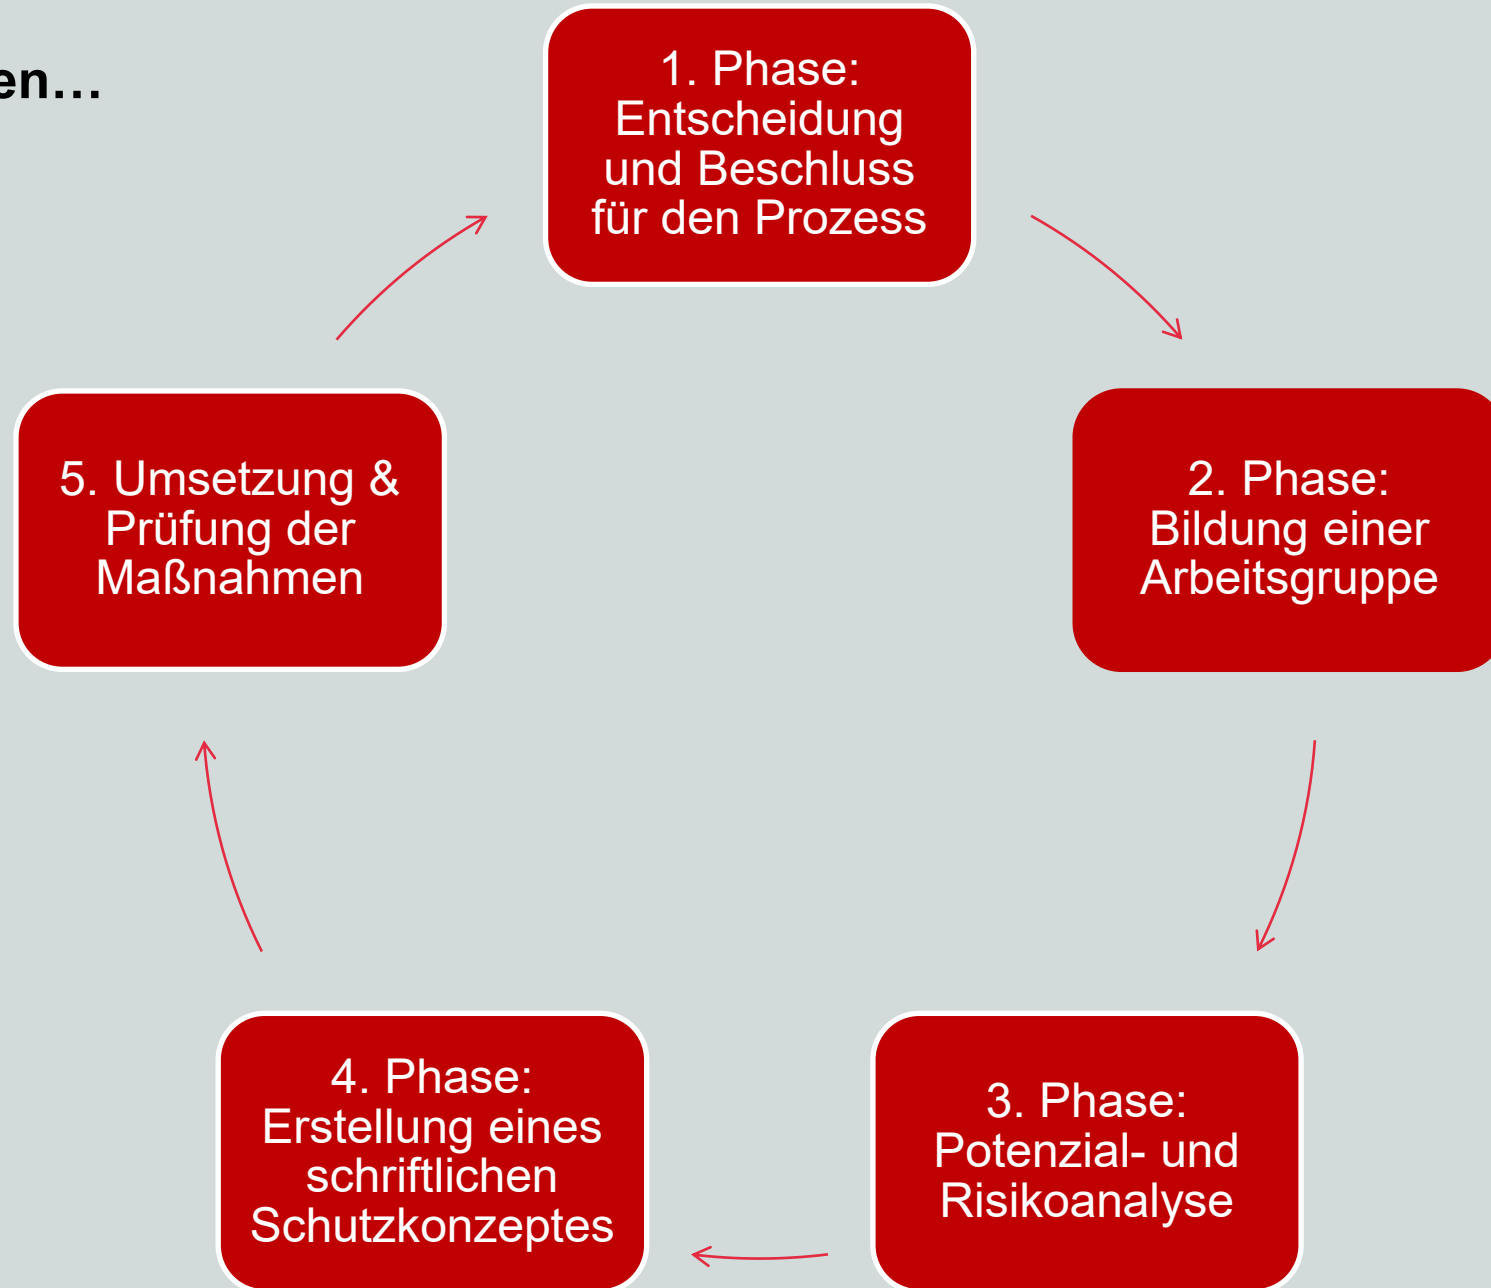 en…
1. Phase:
Entscheidung
und Beschluss
für den Prozess
2. Phase:
Bildung einer
Arbeitsgruppe
3. Phase:
Potenzial- und
Risikoanalyse
4. Phase:
Erstellung eines
schriftlichen
Schutzkonzeptes
5. Umsetzung &
Prüfung der
Maßnahmen